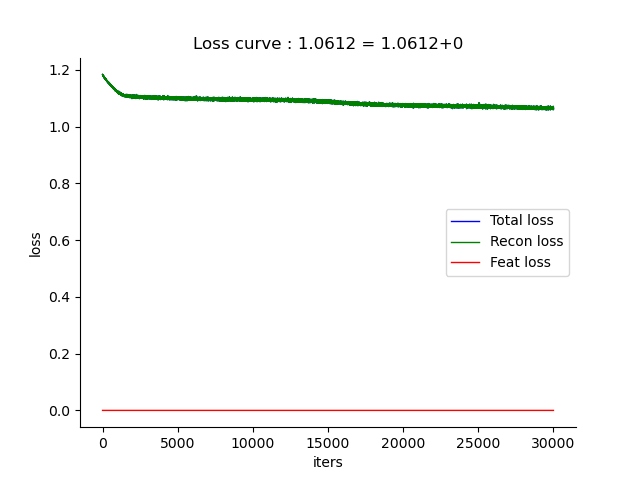 Loss curve : 1.0612 = 1.0612+0
1.2
1.0
0.8
0.6
0.4
0.2
0.0
loss
Total loss
Recon loss
Feat loss
0 5000 10000 15000 20000 25000 30000
iters